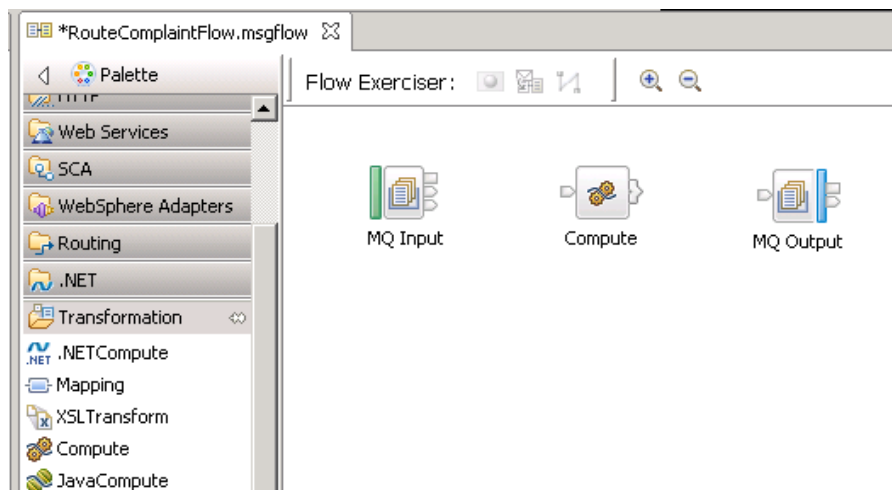 *RouteComplaintFlow.msgflow
Palette
Flow Exerciser:
Web Services
SCA
WebSphere Adapters
Routing
.NET
Transformation
.NET .NETCompute
Mapping
XSLTransform
Compute
JavaCompute
MQ Input
Compute
MQ Output